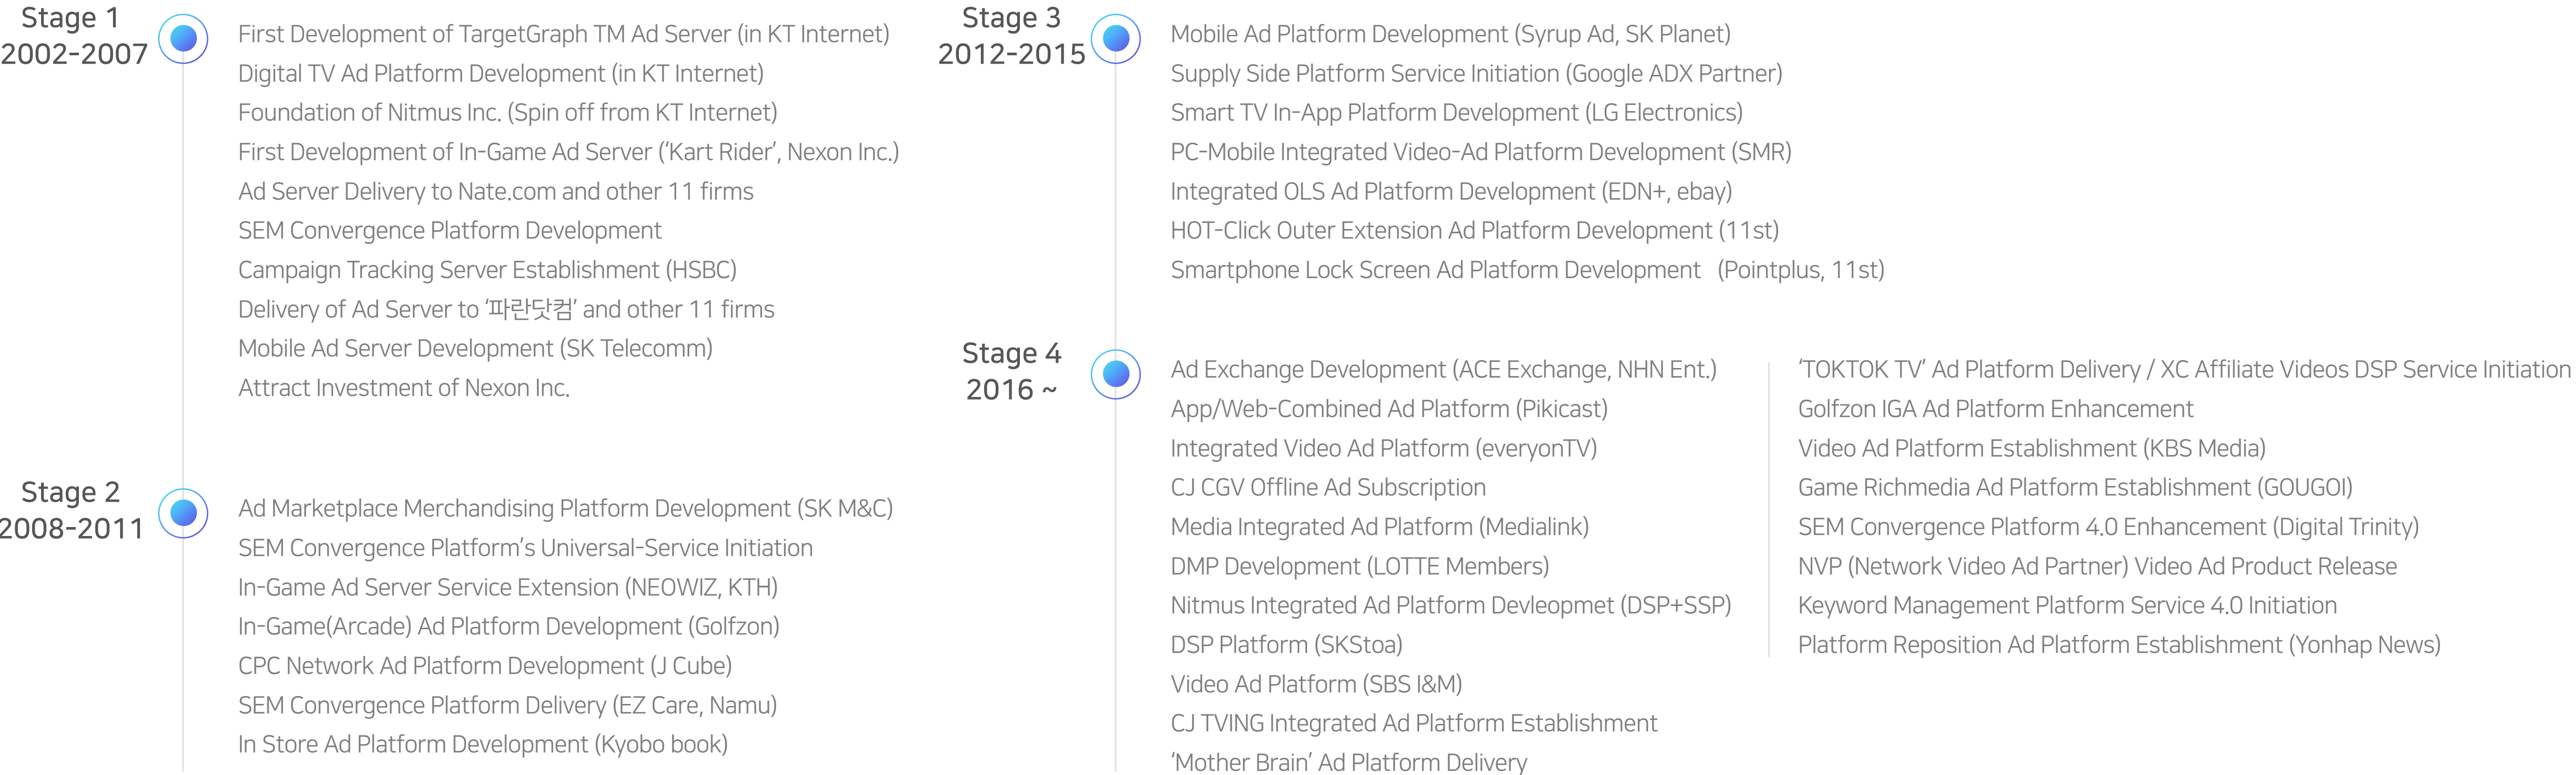 Stage 1
2002-2007
First Development of TargetGraph TM Ad Server (in KT Internet)
Digital TV Ad Platform Development (in KT Internet)
Foundation of Nitmus Inc. (Spin off from KT Internet)
First Development of In-Game Ad Server (‘Kart Rider’, Nexon Inc.)
Ad Server Delivery to Nate.com and other 11 firms
SEM Convergence Platform Development
Campaign Tracking Server Establishment (HSBC)
Delivery of Ad Server to ‘파란닷컴’ and other 11 firms
Mobile Ad Server Development (SK Telecomm)
Attract Investment of Nexon Inc.
Stage 2
2008-2011
Ad Marketplace Merchandising Platform Development (SK M&C)
SEM Convergence Platform’s Universal-Service Initiation
In-Game Ad Server Service Extension (NEOWIZ, KTH)
In-Game(Arcade) Ad Platform Development (Golfzon)
CPC Network Ad Platform Development (J Cube)
SEM Convergence Platform Delivery (EZ Care, Namu)
In Store Ad Platform Development (Kyobo book)
Stage 3
2012-2015
Mobile Ad Platform Development (Syrup Ad, SK Planet)
Supply Side Platform Service Initiation (Google ADX Partner)
Smart TV In-App Platform Development (LG Electronics)
PC-Mobile Integrated Video-Ad Platform Development (SMR)
Integrated OLS Ad Platform Development (EDN+, ebay)
HOT-Click Outer Extension Ad Platform Development (11st)
Smartphone Lock Screen Ad Platform Development (Pointplus, 11st)
Stage 4
2016 ~
Ad Exchange Development (ACE Exchange, NHN Ent.)
App/Web-Combined Ad Platform (Pikicast)
Integrated Video Ad Platform (everyonTV)
CJ CGV Offline Ad Subscription
Media Integrated Ad Platform (Medialink)
DMP Development (LOTTE Members)
Nitmus Integrated Ad Platform Devleopmet (DSP+SSP)
DSP Platform (SKStoa)
Video Ad Platform (SBS I&M)
CJ TVING Integrated Ad Platform Establishment
‘Mother Brain’ Ad Platform Delivery
‘TOKTOK TV’ Ad Platform Delivery / XC Affiliate Videos DSP Service Initiation
Golfzon IGA Ad Platform Enhancement
Video Ad Platform Establishment (KBS Media)
Game Richmedia Ad Platform Establishment (GOUGOI)
SEM Convergence Platform 4.0 Enhancement (Digital Trinity)
NVP (Network Video Ad Partner) Video Ad Product Release
Keyword Management Platform Service 4.0 Initiation
Platform Reposition Ad Platform Establishment (Yonhap News)